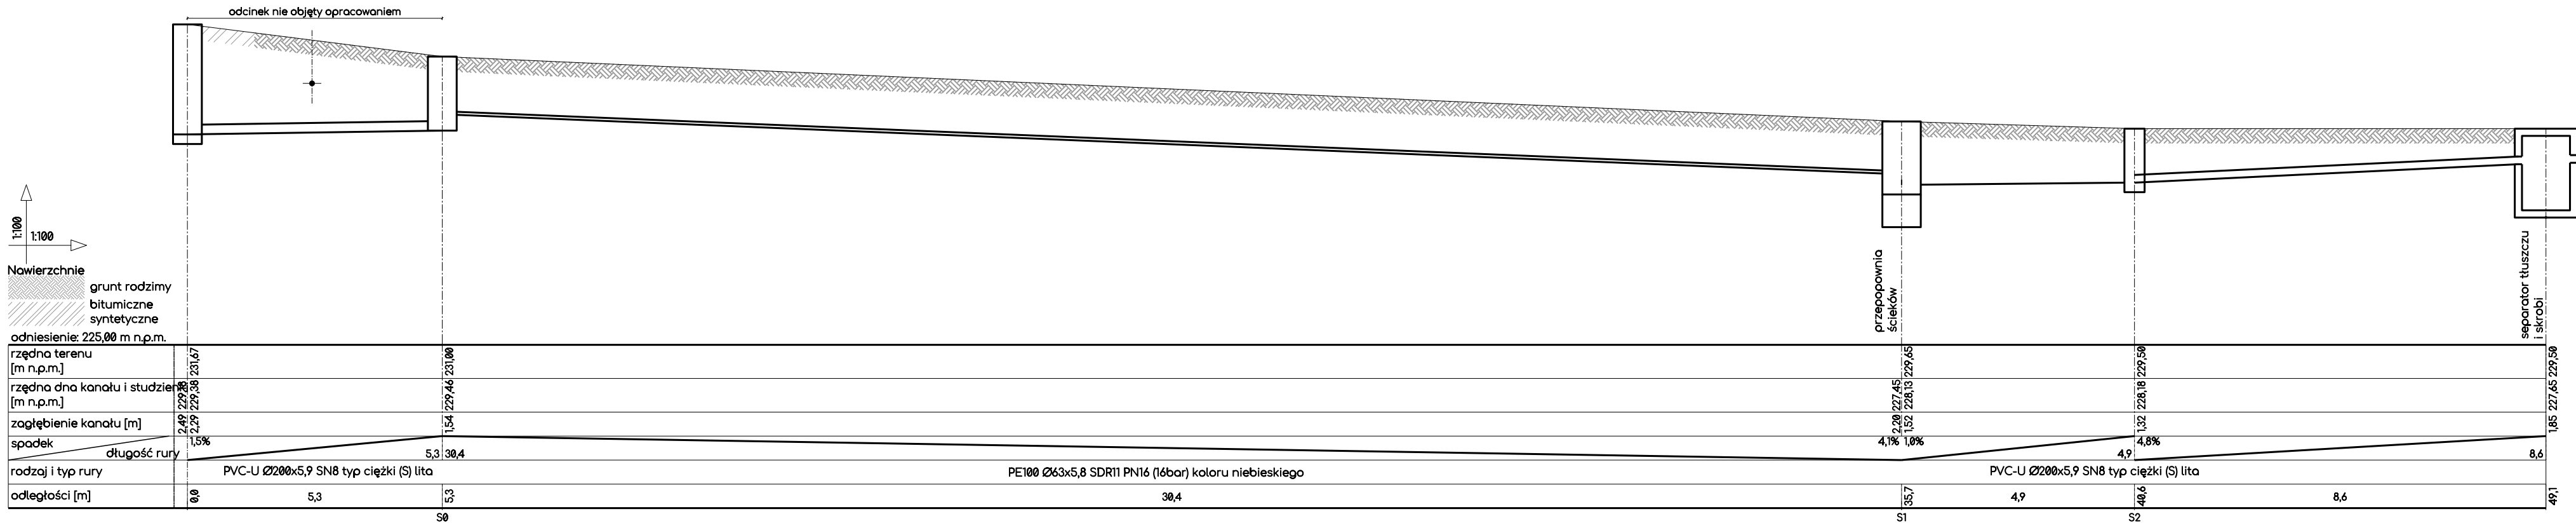 odcinek nie objęty opracowaniem
1:100
1:100
Nawierzchnie
grunt rodzimy
bitumiczne
syntetyczne
przepopownia
ścieków
separator tłuszczu
i skrobi
odniesienie: 225,00 m n.p.m.
rzędna terenu
[m n.p.m.]
231,67
231,00
229,65
229,50
229,50
rzędna dna kanału i studzienki
[m n.p.m.]
229,38
229,46
227,45
228,13
228,18
227,65
zagłębienie kanału [m]
2,49
2,29
1,54
2,20
1,52
1,32
1,85
spadek
1,5%
4,1%
1,0%
4,8%
długość rury
5,3
30,4
4,9
8,6
rodzaj i typ rury
PVC-U Ø200x5,9 SN8 typ ciężki (S) lita
PE100 Ø63x5,8 SDR11 PN16 (16bar) koloru niebieskiego
PVC-U Ø200x5,9 SN8 typ ciężki (S) lita
odległości [m]
0,0
5,3
5,3
30,4
35,7
4,9
40,6
8,6
49,1
S0
S1
S2